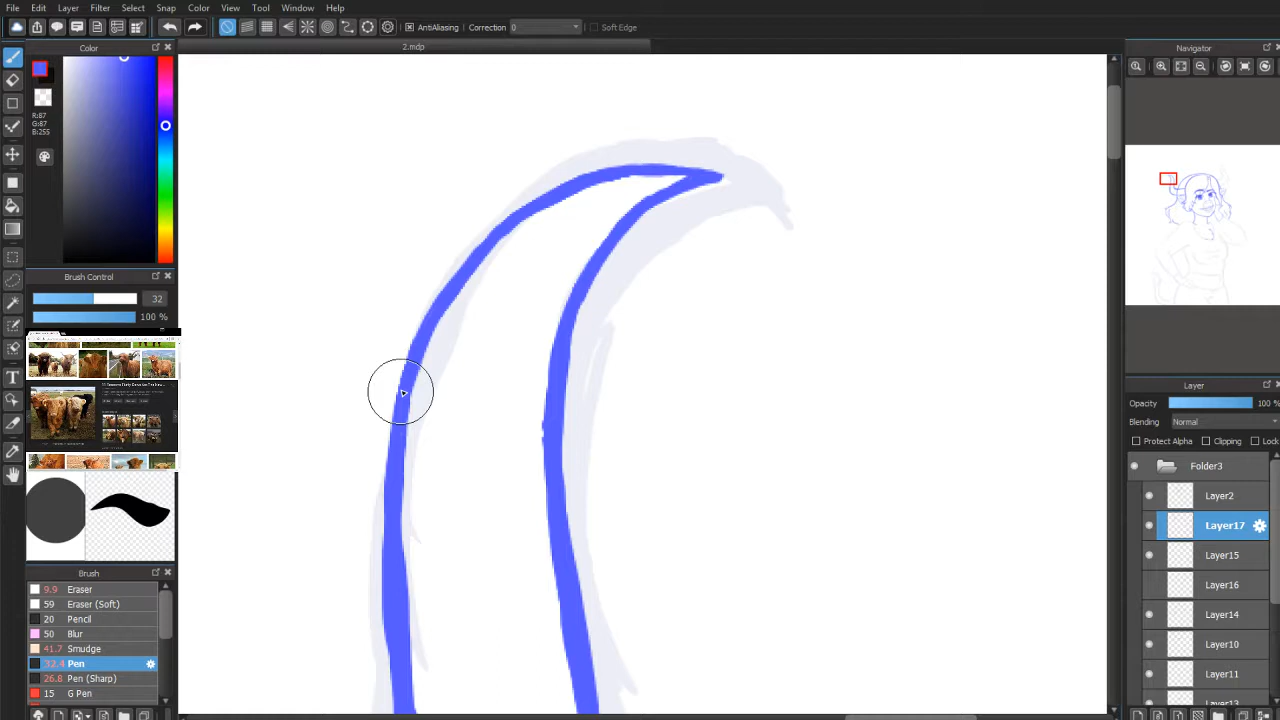 File Edit Layer Filter Select Snap Color View Tool Window Help
AntiAliasing Correction 0 Soft Edge
2.mdp
Color
R:87
G:87
B:255
Brush Control
32
100 %
Brush
9.9 Eraser
59 Eraser (Soft)
20 Pencil
50 Blur
41.7 Smudge
32.4 Pen
26.8 Pen (Sharp)
15 G Pen
Navigator
Layer
Opacity 100 %
Blending Normal
Protect Alpha Clipping Lock
Folder3
Layer2
Layer17
Layer15
Layer16
Layer14
Layer10
Layer11
Layer13